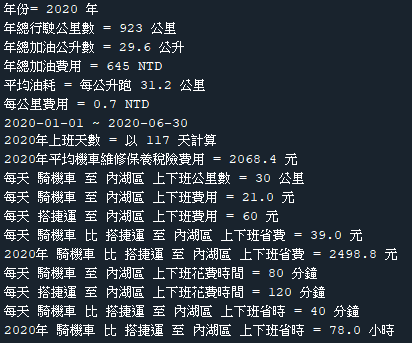 年份= 2020 年
年總行駛公里數 = 923 公里
年總加油公升數 = 29.6 公升
年總加油費用 = 645 NTD
平均油耗 = 每公升跑 31.2 公里
每公里費用 = 0.7 NTD
2020-01-01 ~ 2020-06-30
2020年上班天數 = 以 117 天計算
2020年平均機車維修保養稅險費用 = 2068.4 元
每天 騎機車 至 內湖區 上下班公里數 = 30 公里
每天 騎機車 至 內湖區 上下班費用 = 21.0 元
每天 搭捷運 至 內湖區 上下班費用 = 60 元
每天 騎機車 比 搭捷運 至 內湖區 上下班省費 = 39.0 元
2020年 騎機車 比 搭捷運 至 內湖區 上下班省費 = 2498.8 元
每天 騎機車 至 內湖區 上下班花費時間 = 80 分鐘
每天 搭捷運 至 內湖區 上下班花費時間 = 120 分鐘
每天 騎機車 比 搭捷運 至 內湖區 上下班省時 = 40 分鐘
2020年 騎機車 比 搭捷運 至 內湖區 上下班省時 = 78.0 小時